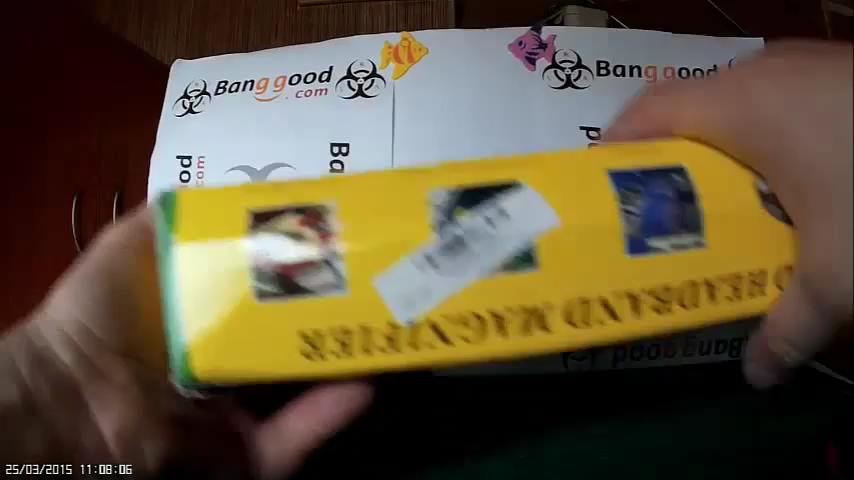 Banggood
.com
Banggood
od
com
Ba
P
D HEADBAND MAGNIFIER
Banggood
25/03/2015 11:08:06